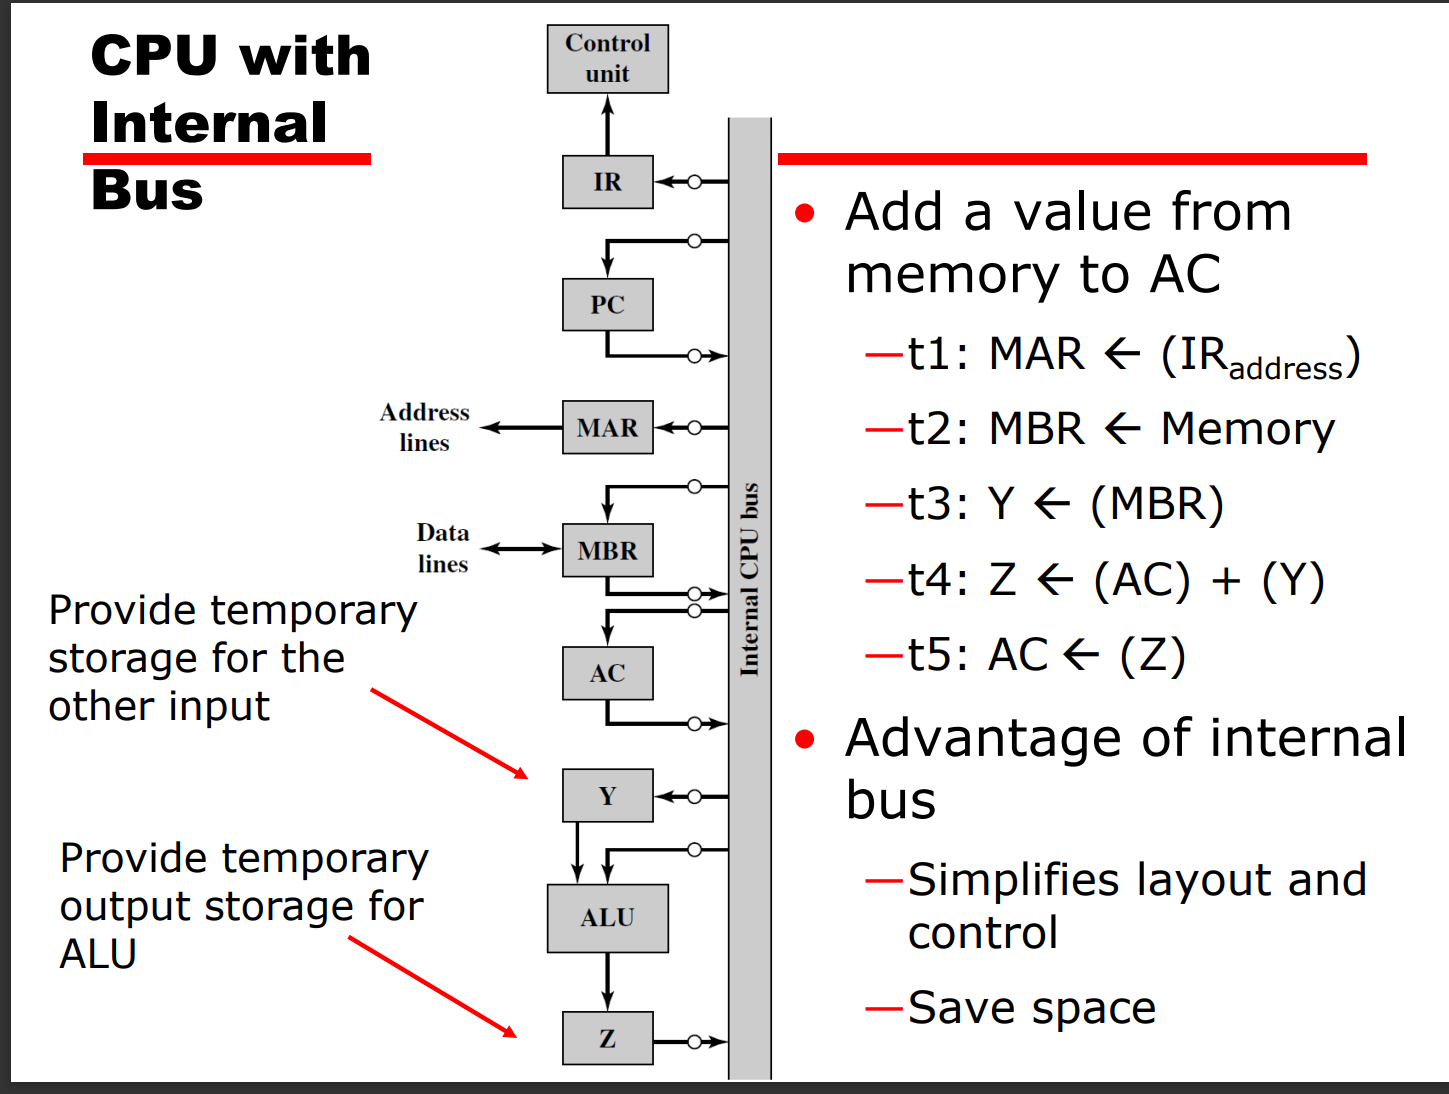 CPU with
Internal
Bus
Control
unit
IR
PC
Address
lines
MAR
Data
lines
MBR
AC
Y
ALU
Z
Internal CPU bus
Provide temporary
storage for the
other input
Provide temporary
output storage for
ALU
• Add a value from
memory to AC
—t1: MAR ← (IRaddress)
—t2: MBR ← Memory
—t3: Y ← (MBR)
—t4: Z ← (AC) + (Y)
—t5: AC ← (Z)
• Advantage of internal
bus
—Simplifies layout and
control
—Save space